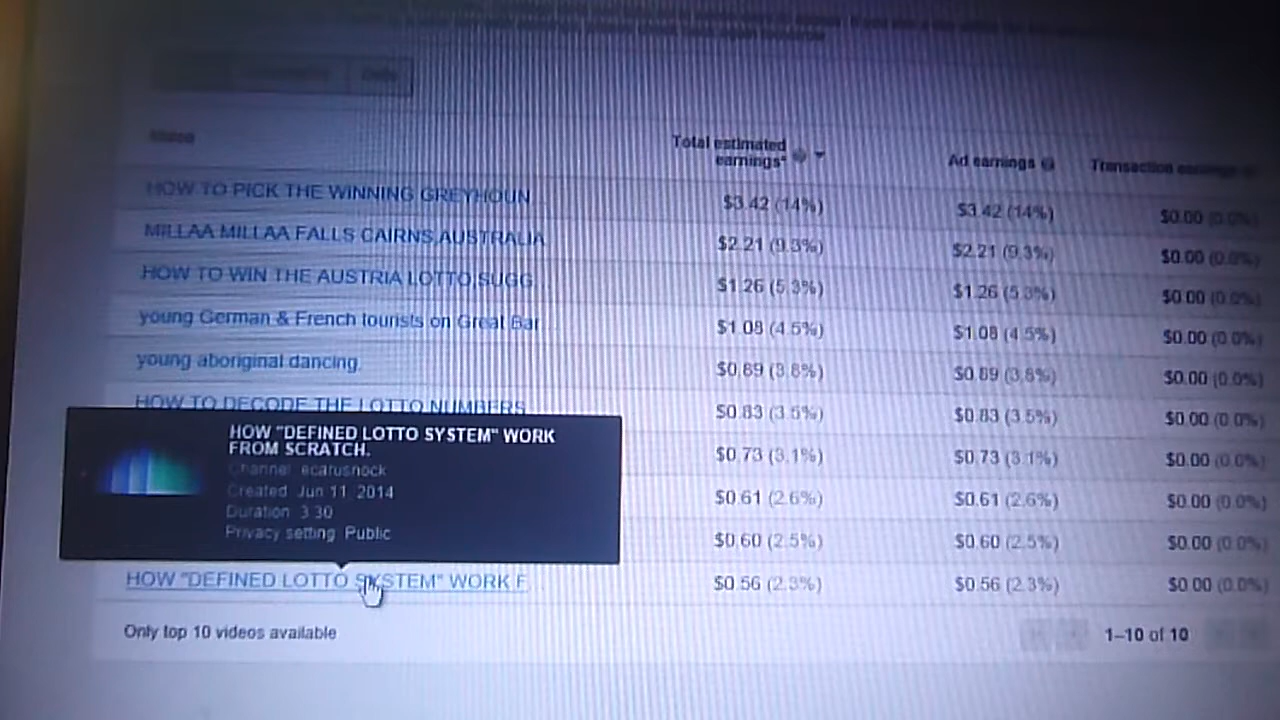 Video
Total estimated
earnings*
Ad earnings
Transaction earnings
HOW TO PICK THE WINNING GREYHOUN $3.42 (14%) $3.42 (14%) $0.00 (0.0%)
MILLAA MILLAA FALLS CAIRNS,AUSTRALIA $2.21 (9.3%) $2.21 (9.3%) $0.00 (0.0%)
HOW TO WIN THE AUSTRIA LOTTO,SUGG $1.26 (5.3%) $1.26 (5.3%) $0.00 (0.0%)
young German & French tourists on Great Bar $1.08 (4.5%) $1.08 (4.5%) $0.00 (0.0%)
young aboriginal dancing. $0.89 (3.8%) $0.89 (3.8%) $0.00 (0.0%)
HOW TO DECODE THE LOTTO NUMBERS $0.83 (3.5%) $0.83 (3.5%) $0.00 (0.0%)
$0.73 (3.1%) $0.73 (3.1%) $0.00 (0.0%)
$0.61 (2.6%) $0.61 (2.6%) $0.00 (0.0%)
$0.60 (2.5%) $0.60 (2.5%) $0.00 (0.0%)
HOW "DEFINED LOTTO SYSTEM" WORK
FROM SCRATCH.
Channel ecarusnock
Created Jun 11 2014
Duration 3:30
Privacy setting Public
HOW "DEFINED LOTTO SYSTEM" WORK F $0.56 (2.3%) $0.56 (2.3%) $0.00 (0.0%)
Only top 10 videos available
1–10 of 10